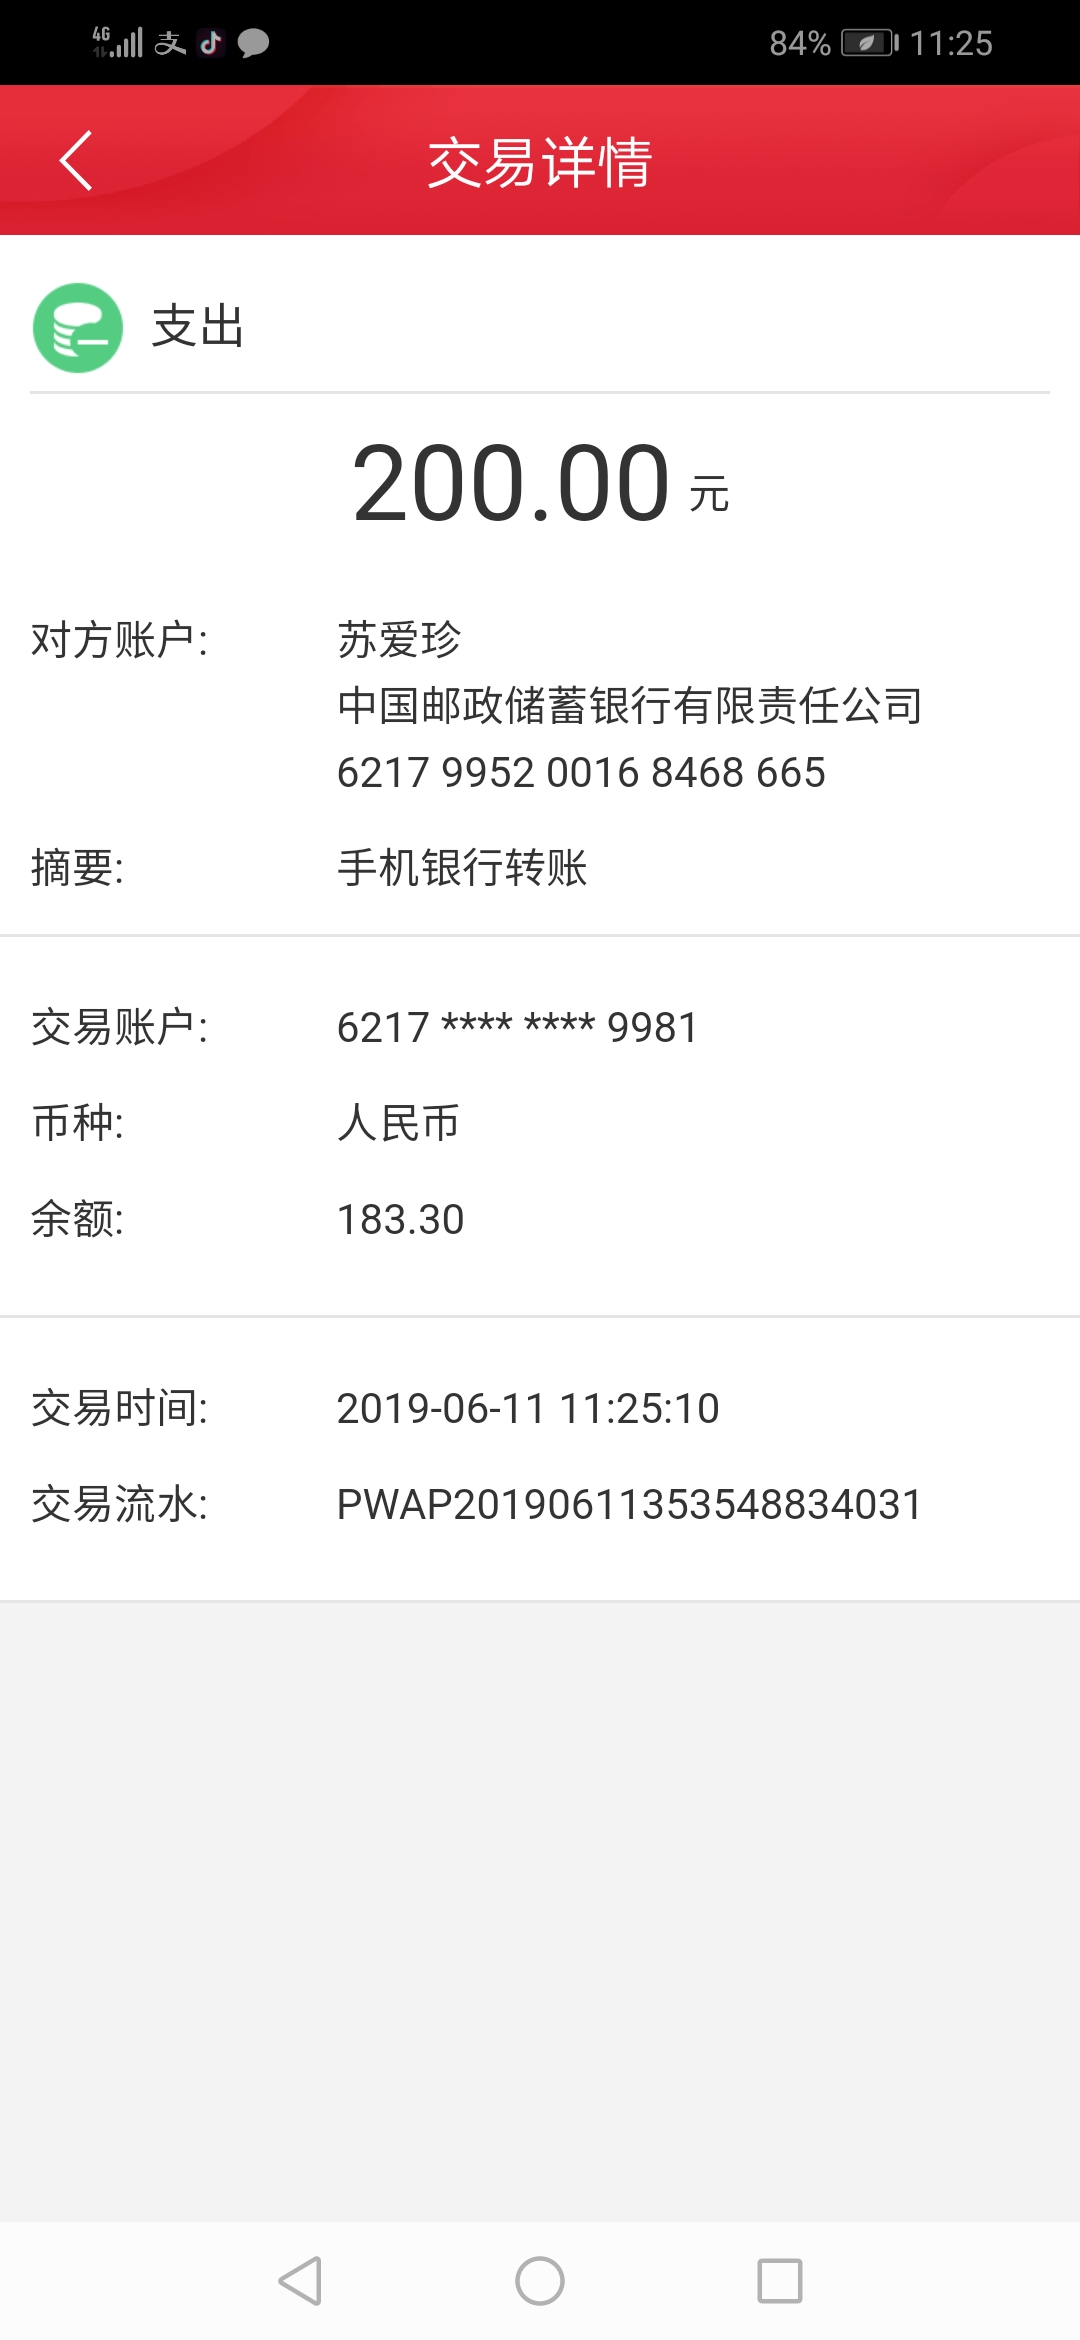 4G 支 84% 11:25
交易详情
支出
200.00 元
对方账户: 苏爱珍
中国邮政储蓄银行有限责任公司
6217 9952 0016 8468 665
摘要: 手机银行转账
交易账户: 6217 **** **** 9981
币种: 人民币
余额: 183.30
交易时间: 2019-06-11 11:25:10
交易流水: PWAP20190611353548834031